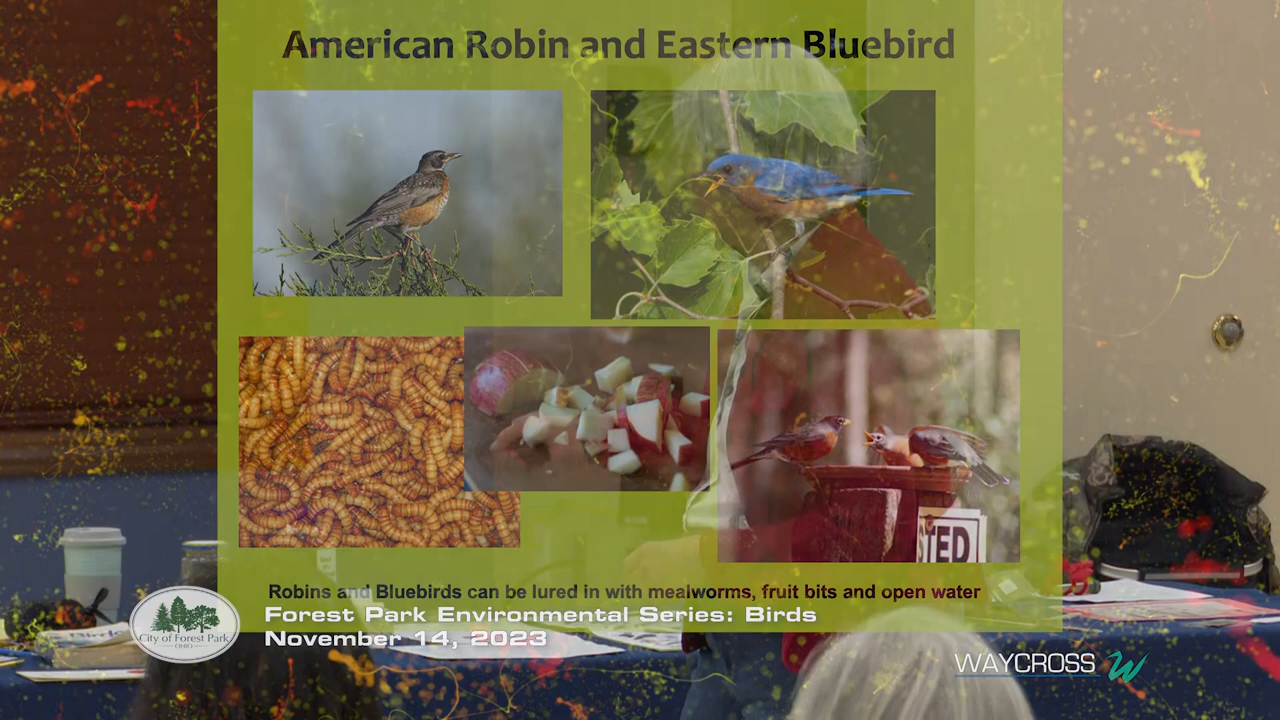 American Robin and Eastern Bluebird
STED
Robins and Bluebirds can be lured in with mealworms, fruit bits and open water
Forest Park Environmental Series: Birds
November 14, 2023
City of Forest Park
OHIO
WAYCROSS W